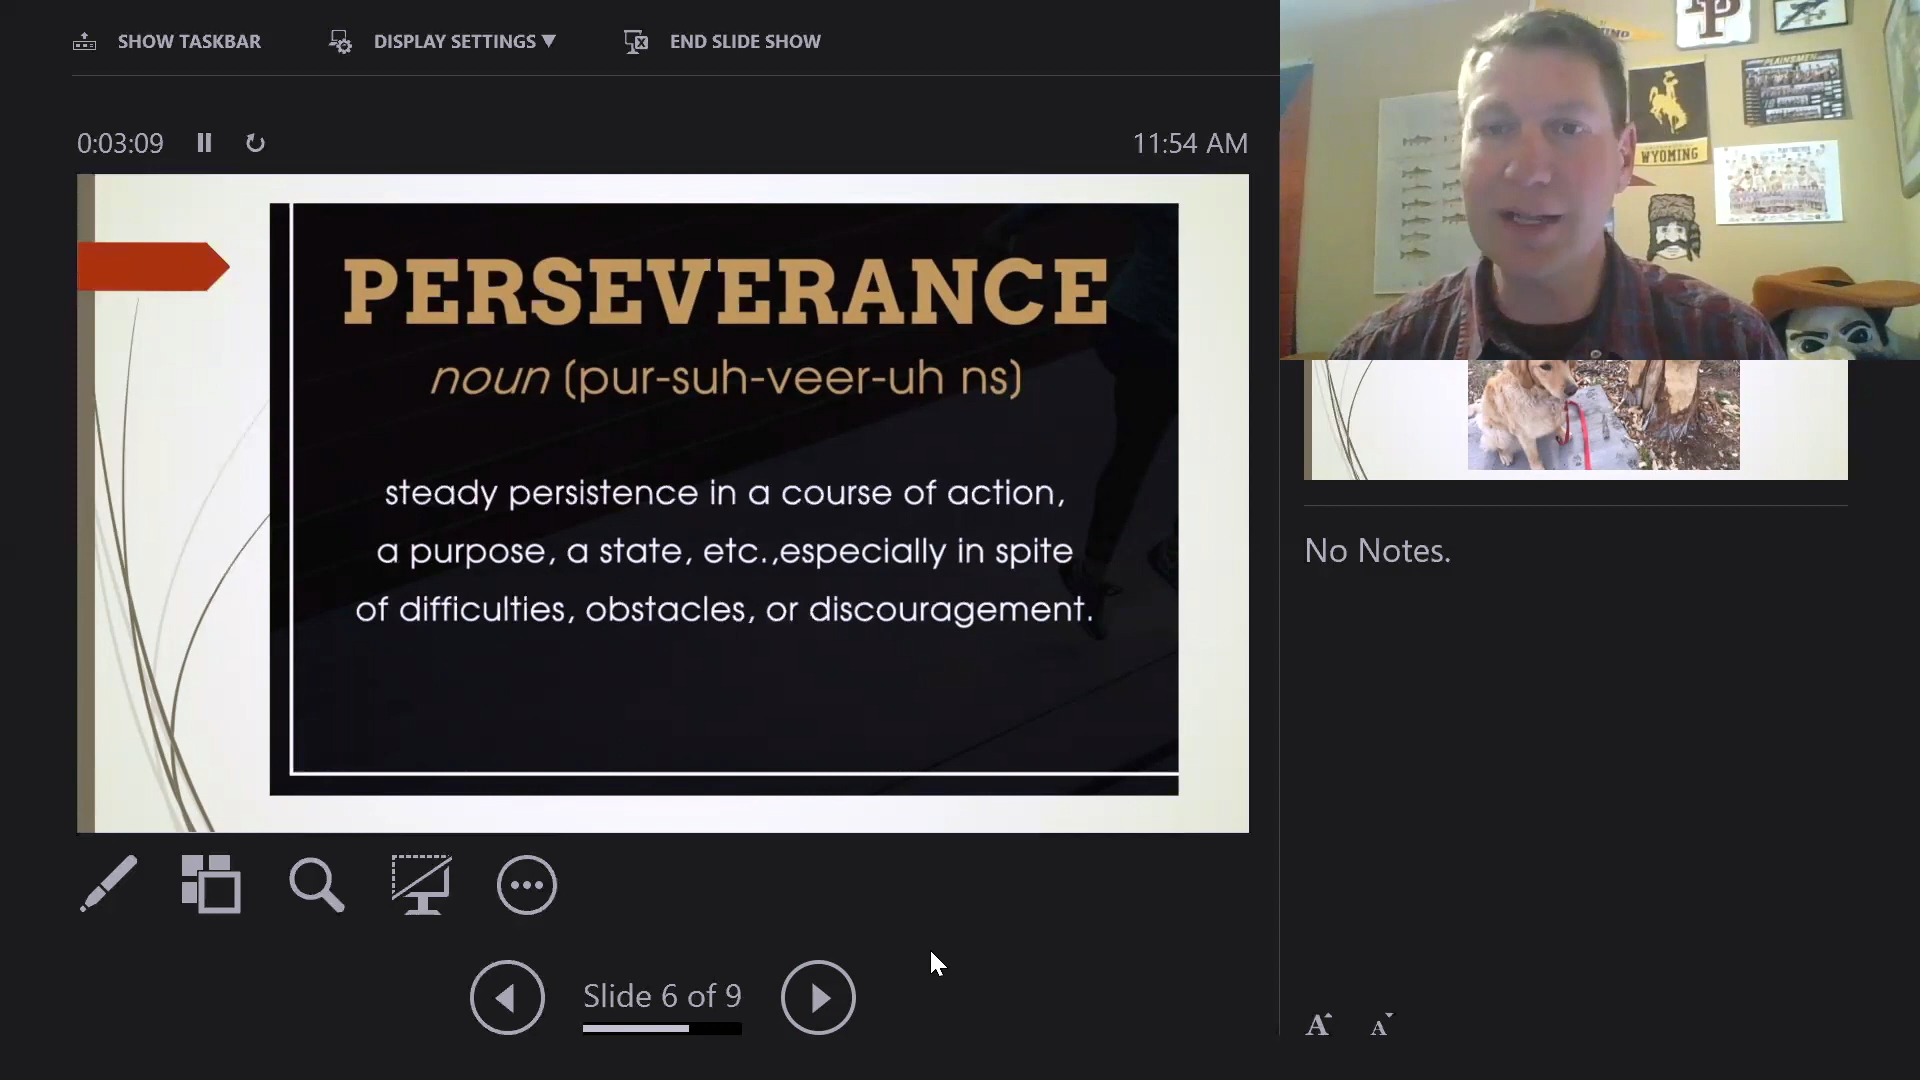 SHOW TASKBAR
DISPLAY SETTINGS ▼
END SLIDE SHOW
0:03:09
11:54 AM
PERSEVERANCE
noun (pur-suh-veer-uh ns)
steady persistence in a course of action,
a purpose, a state, etc.,especially in spite
of difficulties, obstacles, or discouragement.
Slide 6 of 9
PLAINSMEN
WYOMING
No Notes.
A
A